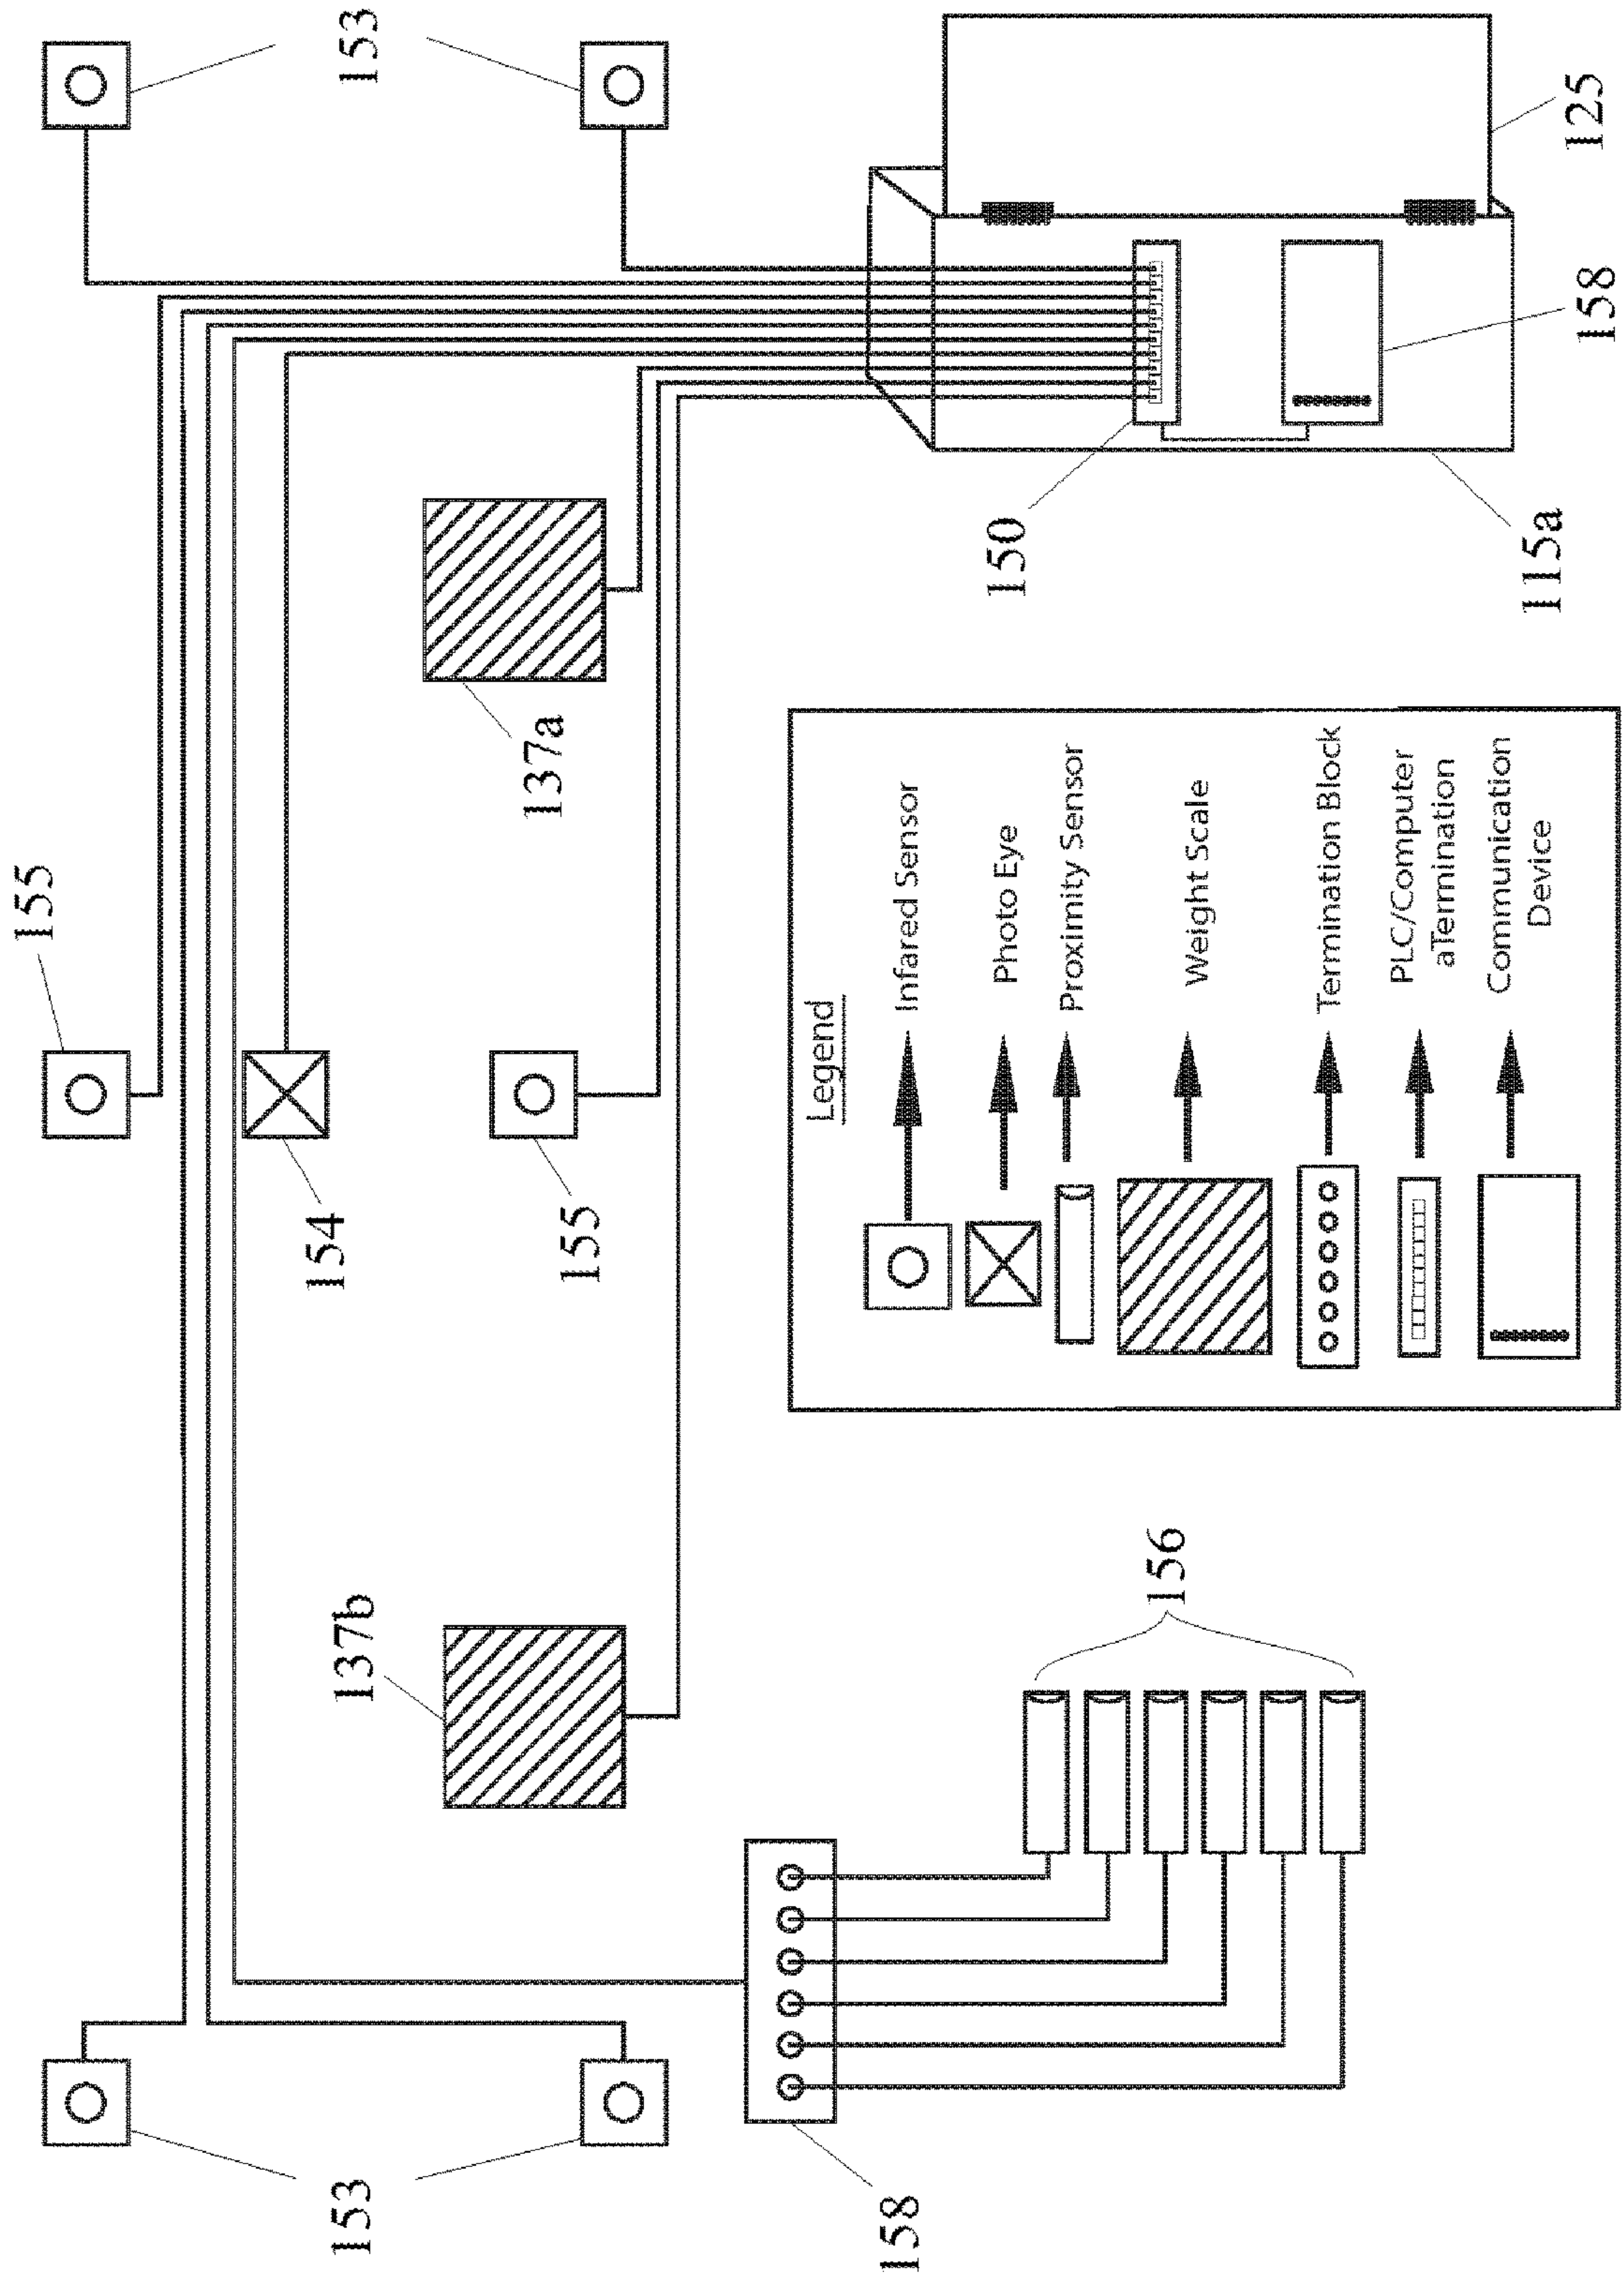 153
155
153
154
137b
137a
155
153
158
156
Legend
Infared Sensor
Photo Eye
Proximity Sensor
Weight Scale
Termination Block
PLC/Computer
aTermination
Communication
Device
150
115a
158
125